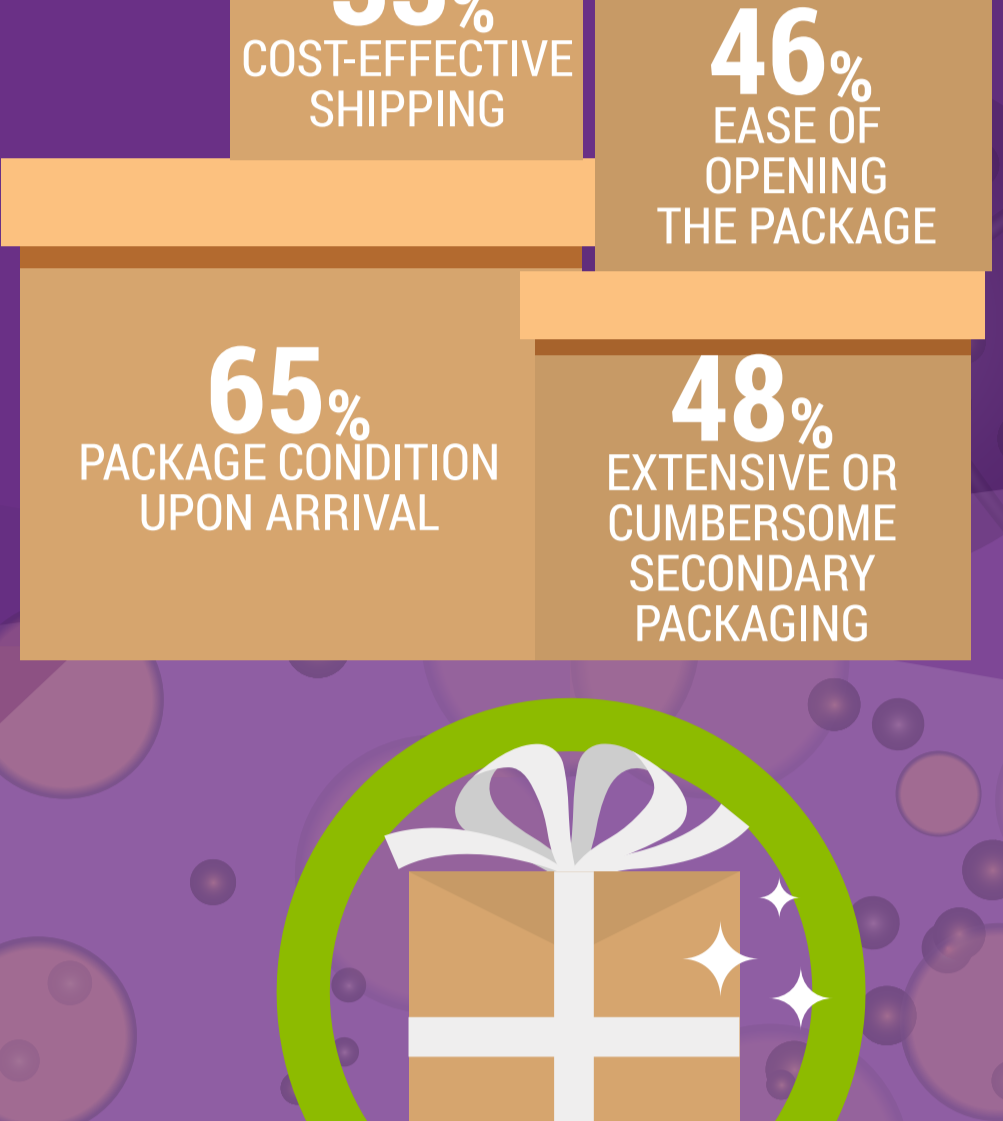 %
COST-EFFECTIVE
SHIPPING
46%
EASE OF
OPENING
THE PACKAGE
65%
PACKAGE CONDITION
UPON ARRIVAL
48%
EXTENSIVE OR
CUMBERSOME
SECONDARY
PACKAGING